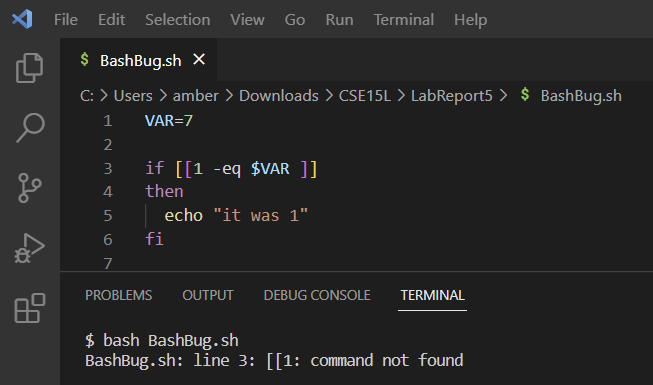 File Edit Selection View Go Run Terminal Help
$ BashBug.sh ×
C: > Users > amber > Downloads > CSE15L > LabReport5 > $ BashBug.sh
1 VAR=7
2
3 if [[1 -eq $VAR ]]
4 then
5 echo "it was 1"
6 fi
7
PROBLEMS OUTPUT DEBUG CONSOLE TERMINAL
$ bash BashBug.sh
BashBug.sh: line 3: [[1: command not found